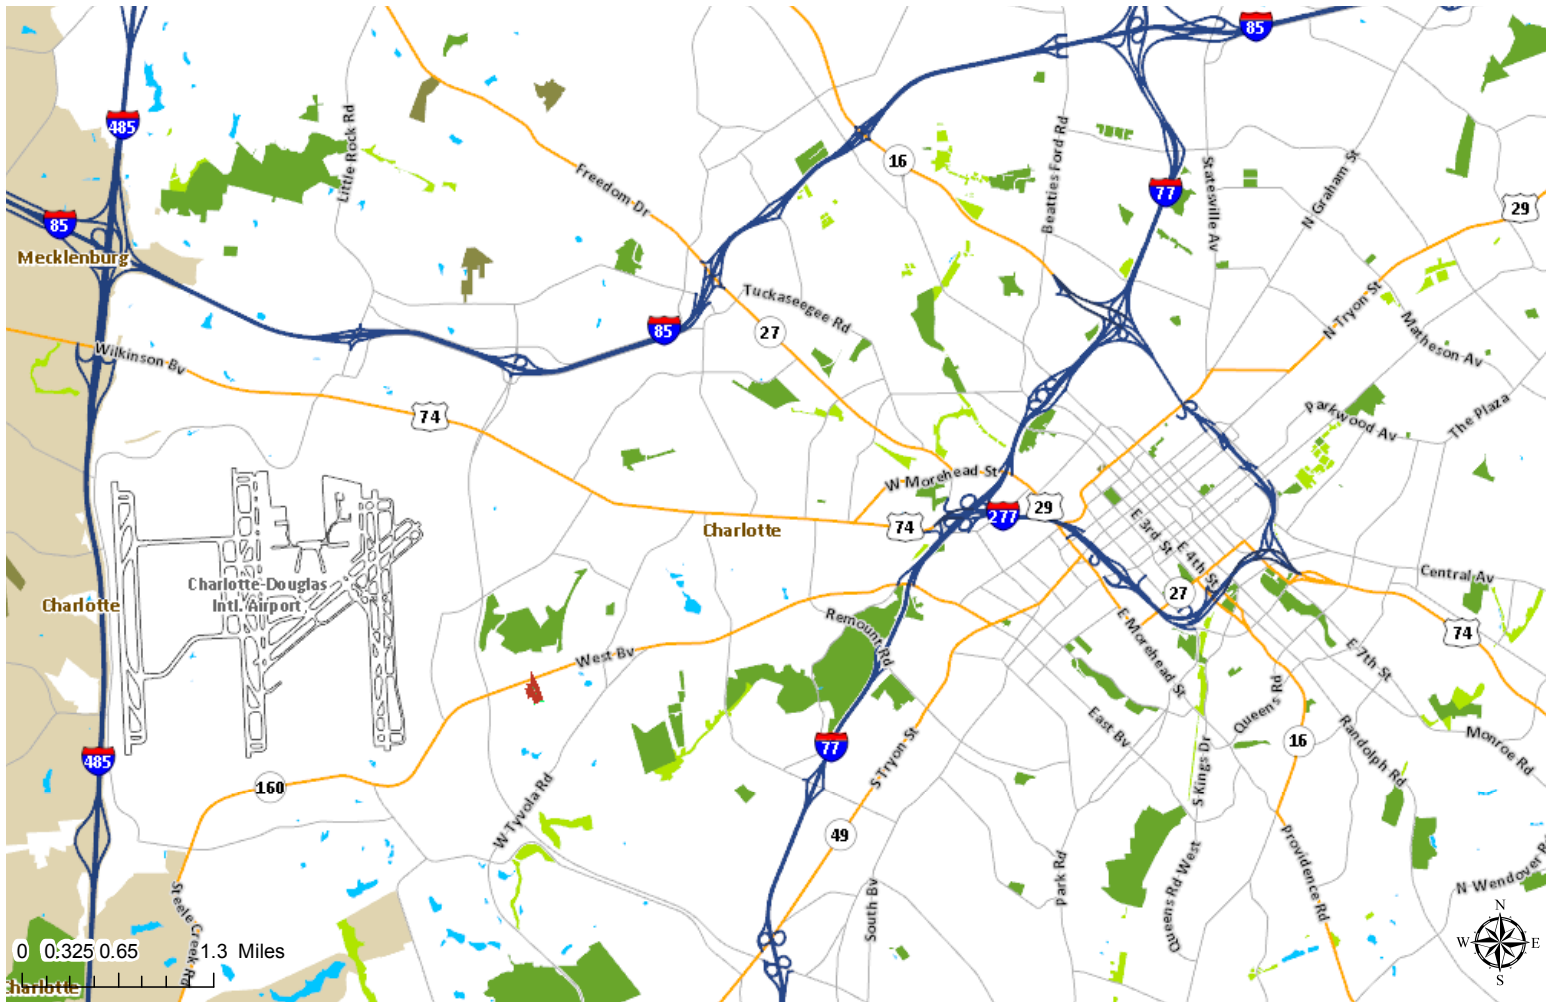 85
485
Little Rock Rd
Freedom Dr
16
Beatties Ford Rd
77
Statesville Av
N Graham St
29
85
Mecklenburg
Tuckaseegee Rd
27
85
N Tryon St
Matheson Av
Wilkinson Bv
74
Parkwood Av
The Plaza
W Morehead St
277
29
74
Charlotte
E 3rd St
E 4th St
27
Central Av
74
Charlotte-Douglas
Intl. Airport
Charlotte
Remount Rd
E Morehead St
E 7th St
West Bv
Queens Rd
East Bv
77
S Tryon St
16
Randolph Rd
Monroe Rd
485
160
W Tyvola Rd
S Kings Dr
49
Providence Rd
Park Rd
South Bv
Queens Rd West
N Wendover Rd
Steele Creek Rd
0 0.325 0.65 1.3 Miles
Charlotte
N
W E
S